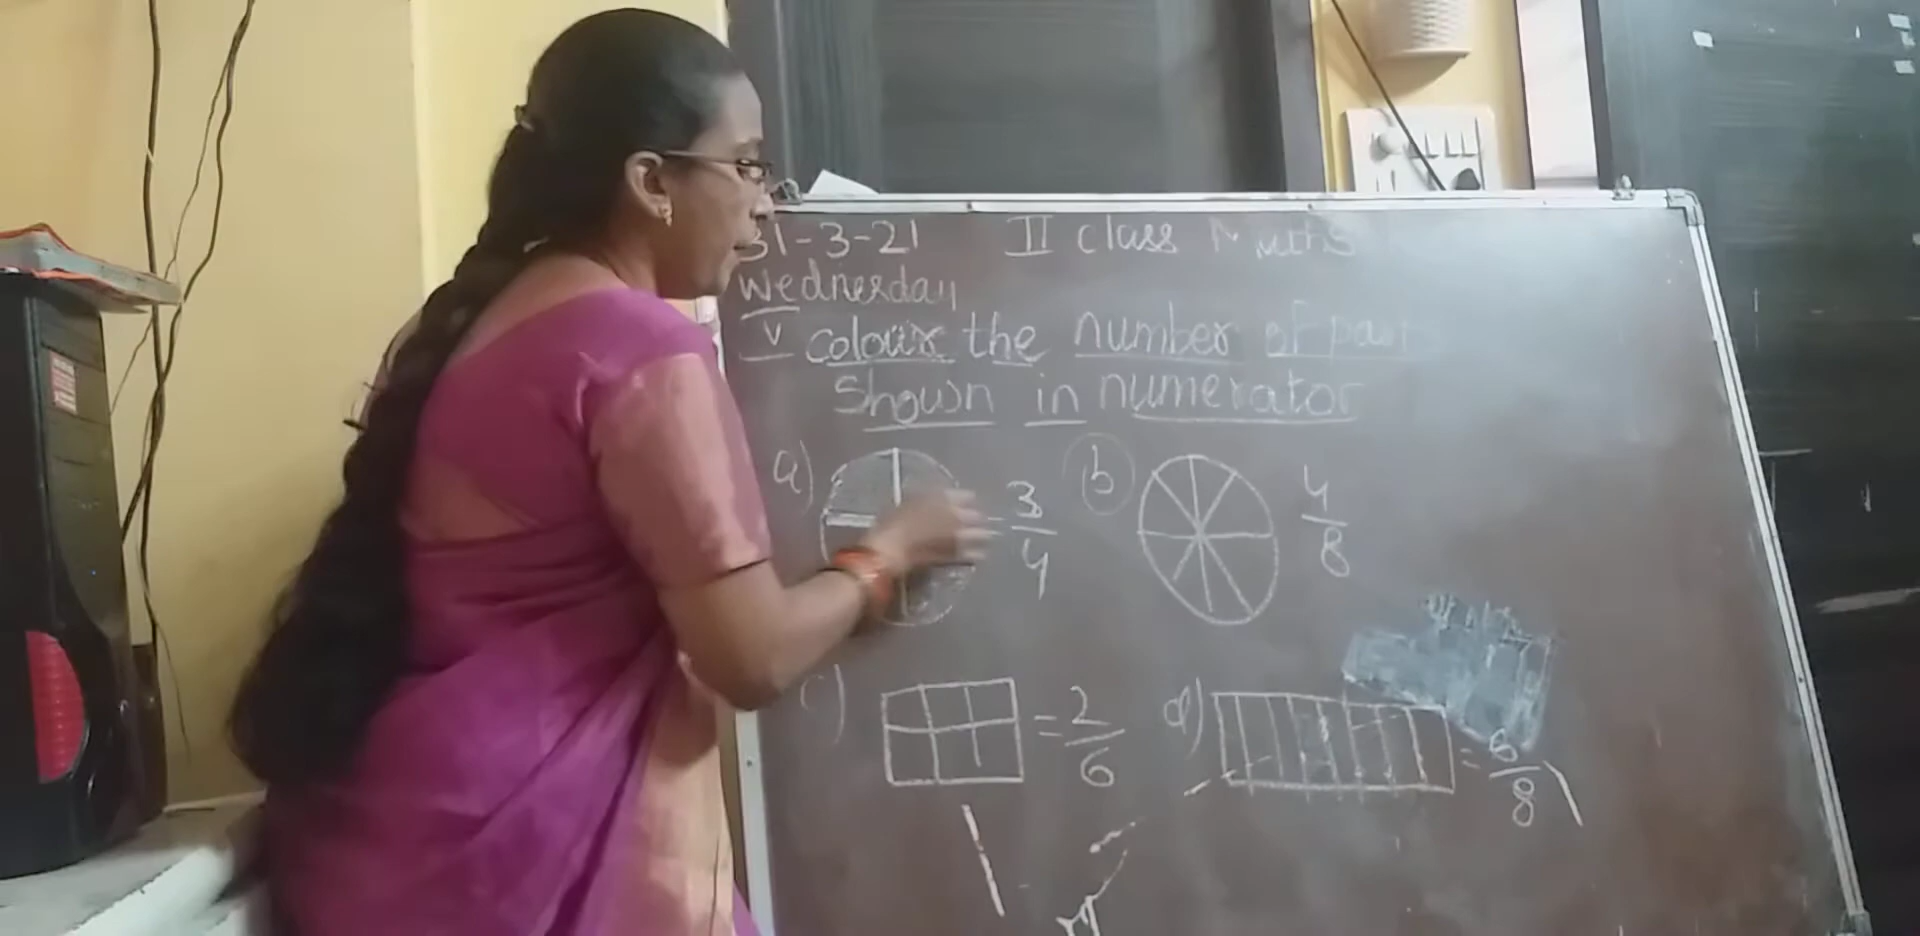 31-3-21 II class Maths
Wednesday
V colour the number of part
shown in numerator
a) = 3/4 b) 4/8
c) = 2/6 d) = 6/8